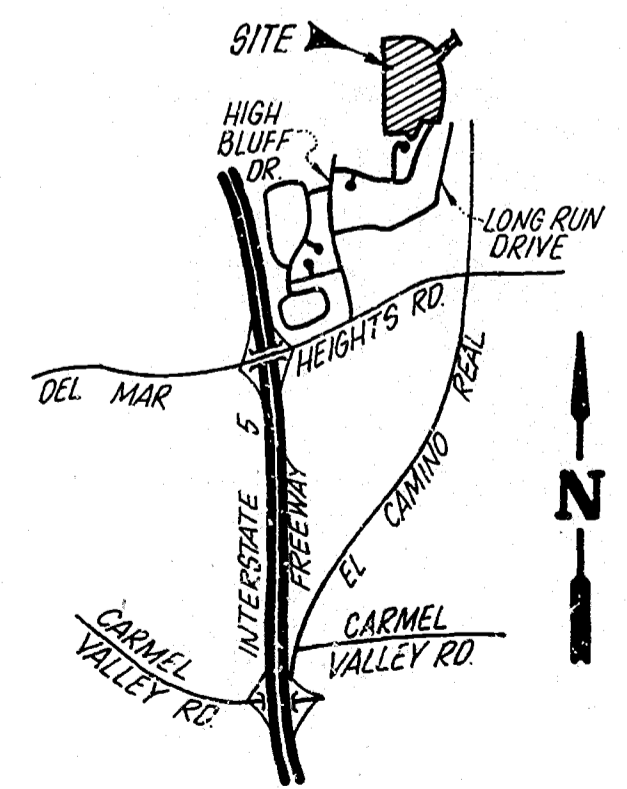 SITE
HIGH
BLUFF
DR.
LONG RUN
DRIVE
HEIGHTS RD.
DEL MAR
REAL
5
N
CAMINO
INTERSTATE
FREEWAY
EL
CARMEL
VALLEY RD.
CARMEL
VALLEY RD.